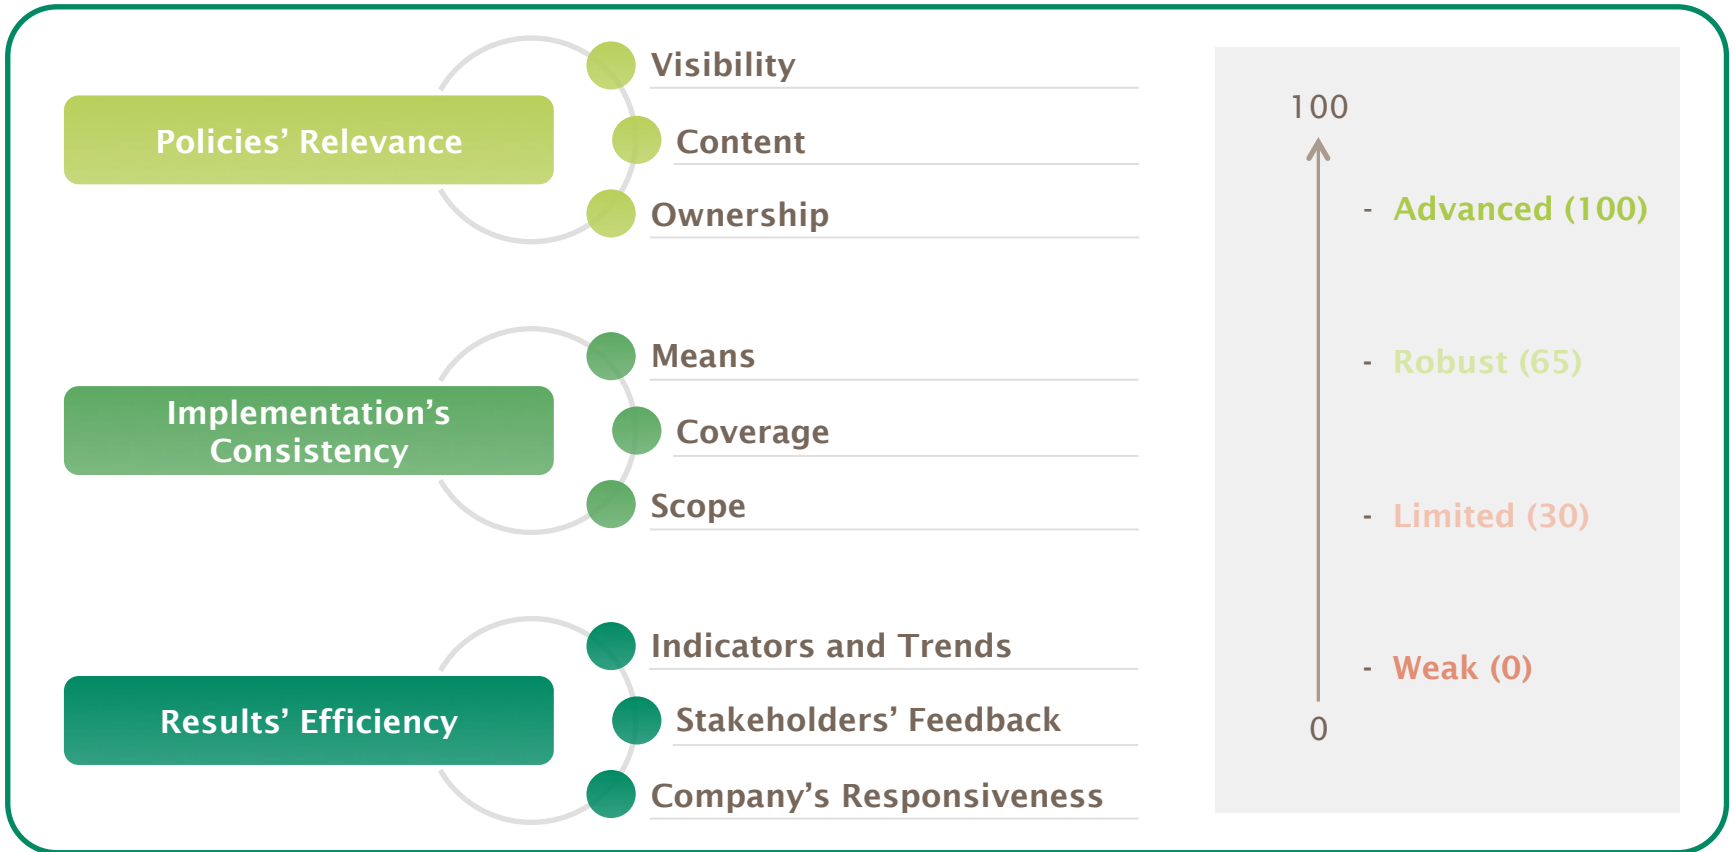 Policies’ Relevance
Visibility
Content
Ownership
Implementation’s
Consistency
Means
Coverage
Scope
Results’ Efficiency
Indicators and Trends
Stakeholders’ Feedback
Company’s Responsiveness
100
- Advanced (100)
- Robust (65)
- Limited (30)
- Weak (0)
0